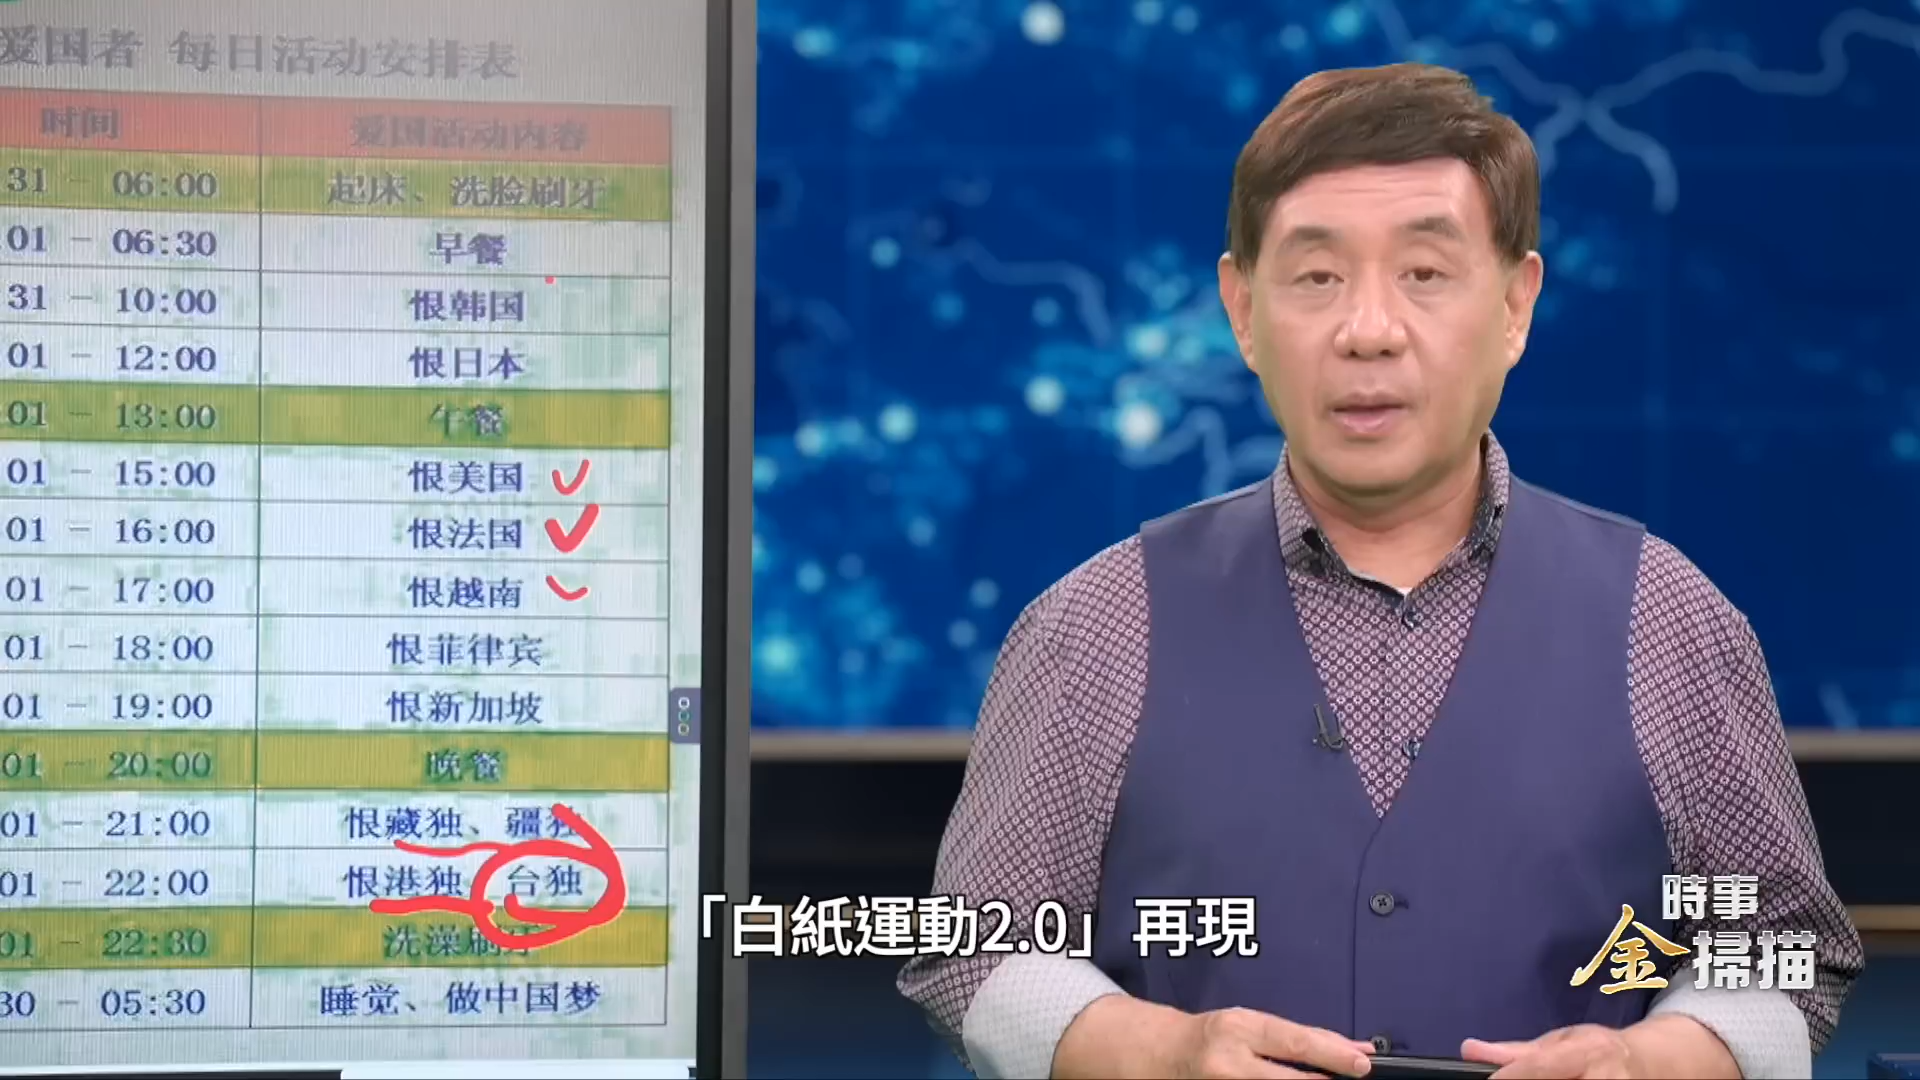 爱国者 每日活动安排表
时间 爱国活动内容
31 - 06:00 起床、洗脸刷牙
01 - 06:30 早餐
31 - 10:00 恨韩国
01 - 12:00 恨日本
01 - 13:00 午餐
01 - 15:00 恨美国
01 - 16:00 恨法国
01 - 17:00 恨越南
01 - 18:00 恨菲律宾
01 - 19:00 恨新加坡
01 - 20:00 晚餐
01 - 21:00 恨藏独、疆独
01 - 22:00 恨港独 台独
01 - 22:30 洗澡刷牙
30 - 05:30 睡觉、做中国梦
「白紙運動2.0」再現
時事
金掃描